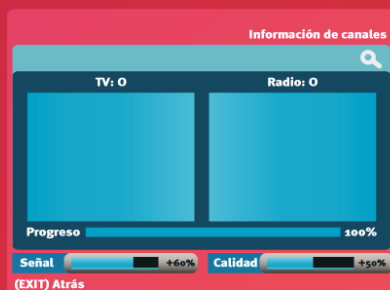 Información de canales
TV: 0 Radio: 0
Progreso 100%
Señal +60% Calidad +50%
(EXIT) Atrás